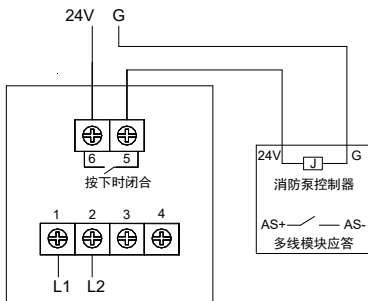 24V G
6 5
按下时闭合
1 2 3 4
L1 L2
24V J G
消防泵控制器
AS+ AS-
多线模块应答